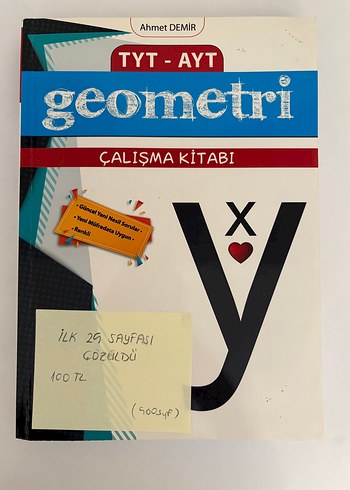 Ahmet DEMİR
TYT - AYT
geometri
ÇALIŞMA KİTABI
• Güncel Yeni Nesil Sorular •
• Yeni Müfredata Uygun •
• Renkli
x
y
İLK 29 SAYFASI
ÇÖZÜLDÜ
100 TL
(400syf)